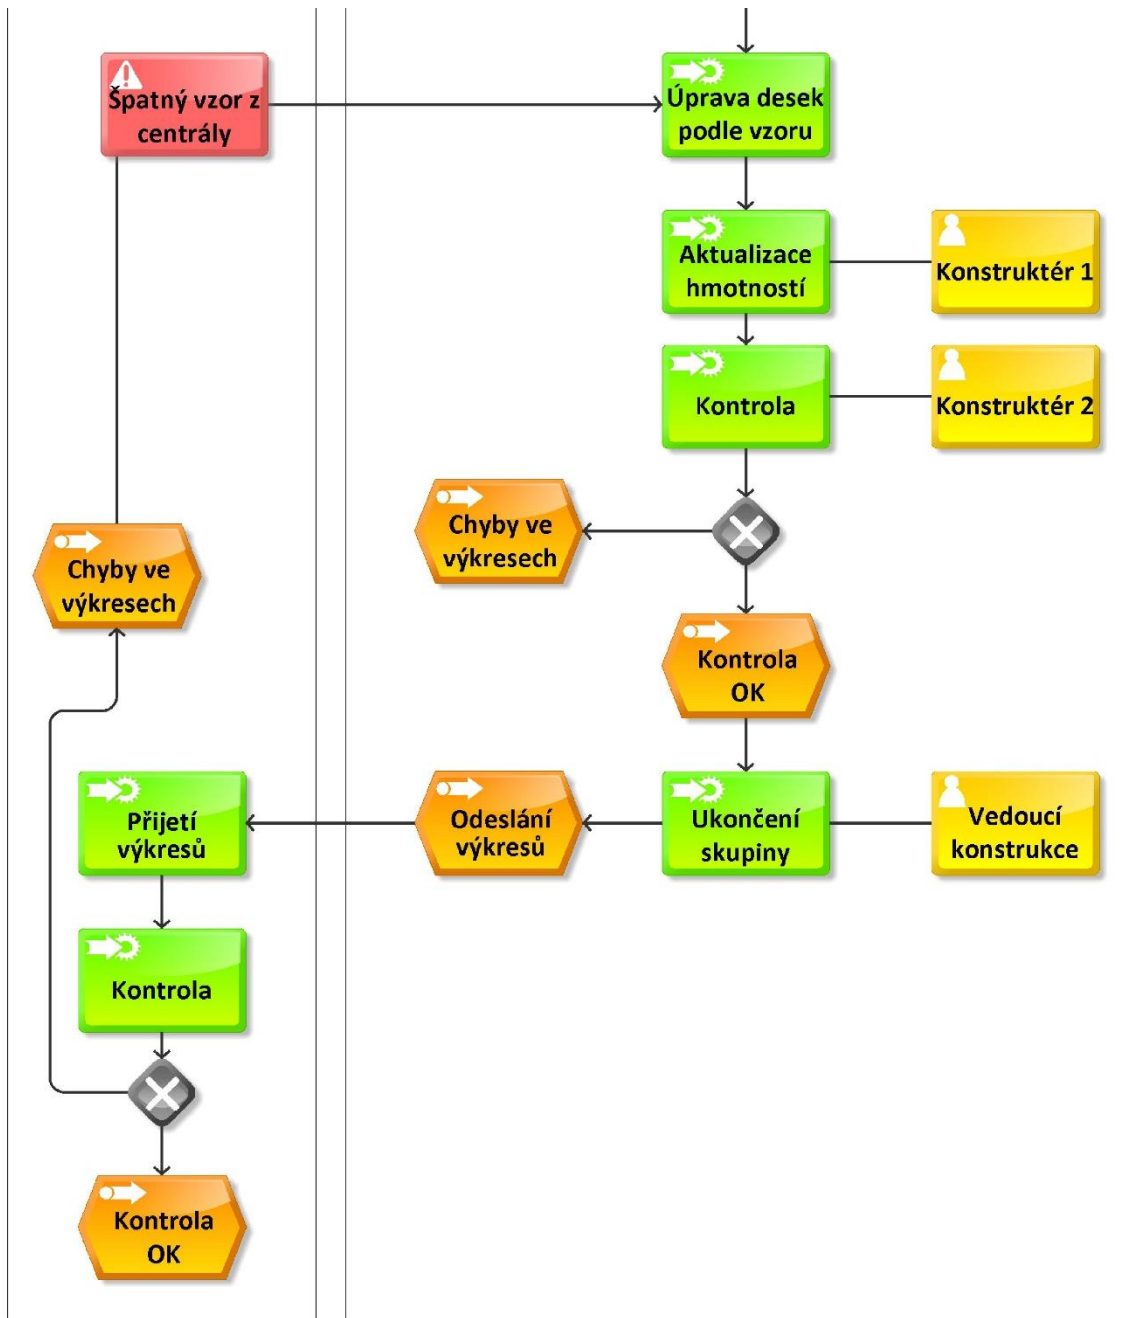 Špatný vzor z
centrály
Úprava desek
podle vzoru
Aktualizace
hmotností
Konstruktér 1
Kontrola
Konstruktér 2
Chyby ve
výkresech
Chyby ve
výkresech
Kontrola
OK
Přijetí
výkresů
Odeslání
výkresů
Ukončení
skupiny
Vedoucí
konstrukce
Kontrola
Kontrola
OK